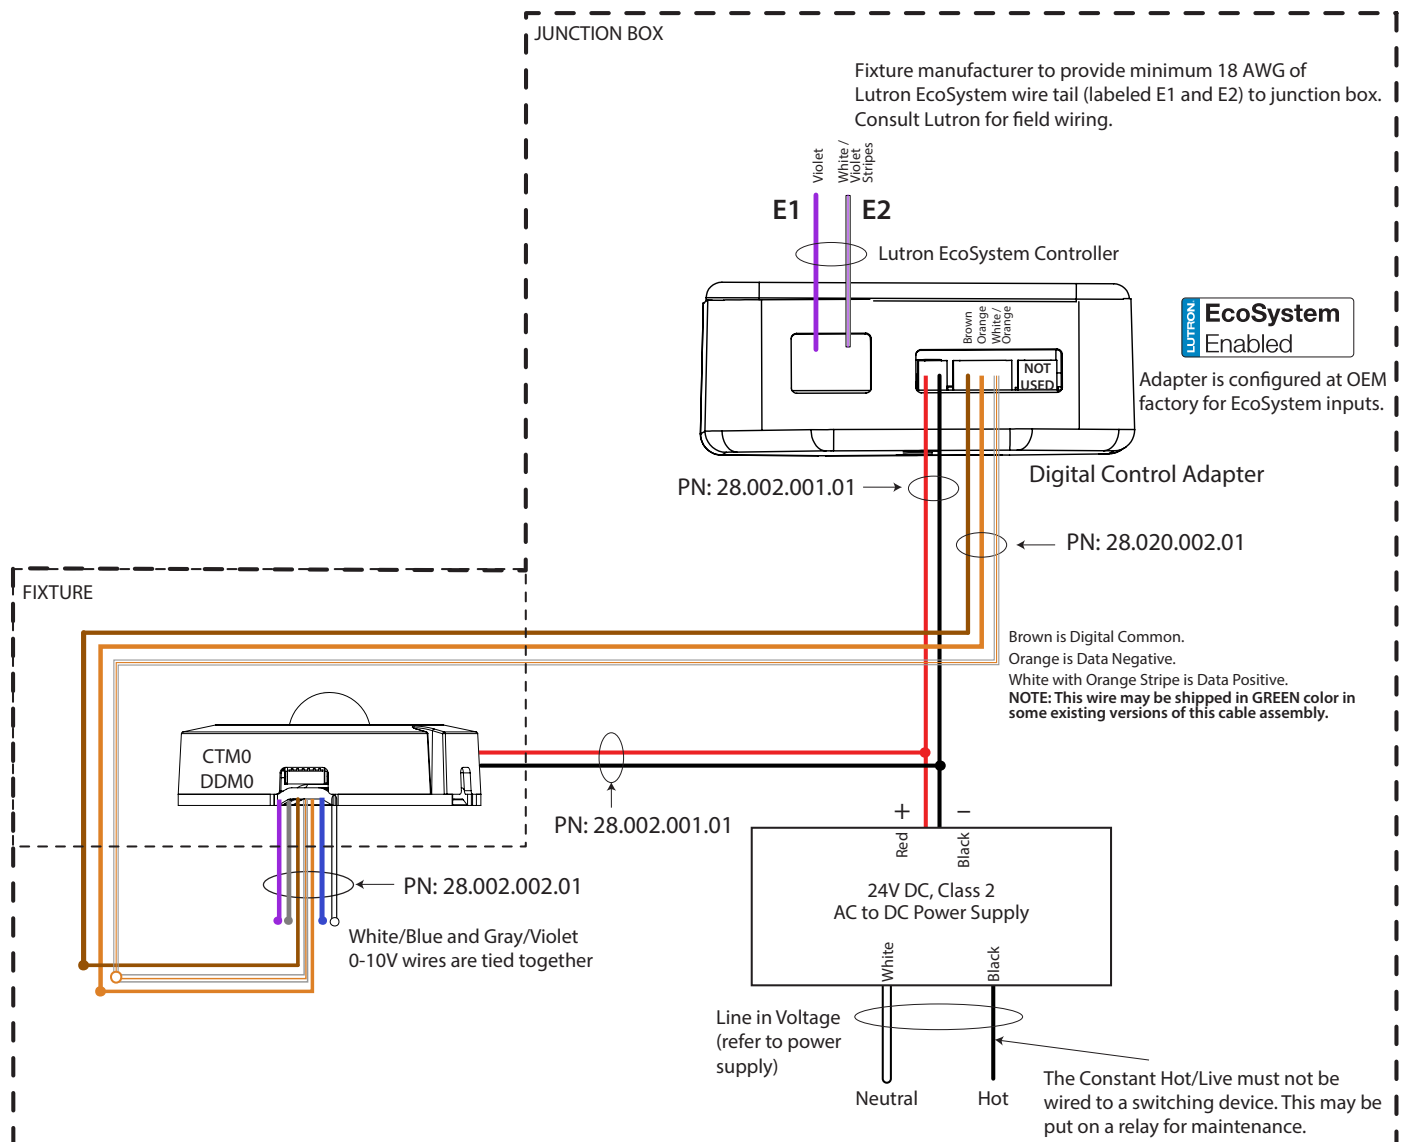 JUNCTION BOX
Fixture manufacturer to provide minimum 18 AWG of
Lutron EcoSystem wire tail (labeled E1 and E2) to junction box.
Consult Lutron for field wiring.
Violet
White /
Violet
Stripes
E1
E2
Lutron EcoSystem Controller
Brown
Orange
White /
Orange
NOT
USED
LUTRON
EcoSystem
Enabled
Adapter is configured at OEM
factory for EcoSystem inputs.
Digital Control Adapter
PN: 28.002.001.01
PN: 28.020.002.01
FIXTURE
Brown is Digital Common.
Orange is Data Negative.
White with Orange Stripe is Data Positive.
NOTE: This wire may be shipped in GREEN color in
some existing versions of this cable assembly.
CTM0
DDM0
PN: 28.002.001.01
+
–
Red
Black
24V DC, Class 2
AC to DC Power Supply
White
Black
PN: 28.002.002.01
White/Blue and Gray/Violet
0-10V wires are tied together
Line in Voltage
(refer to power
supply)
Neutral
Hot
The Constant Hot/Live must not be
wired to a switching device. This may be
put on a relay for maintenance.